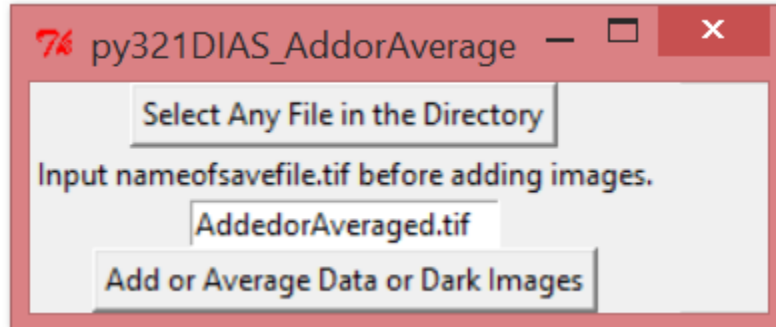 py321DIAS_AddorAverage
Select Any File in the Directory
Input nameofsavefile.tif before adding images.
AddedorAveraged.tif
Add or Average Data or Dark Images